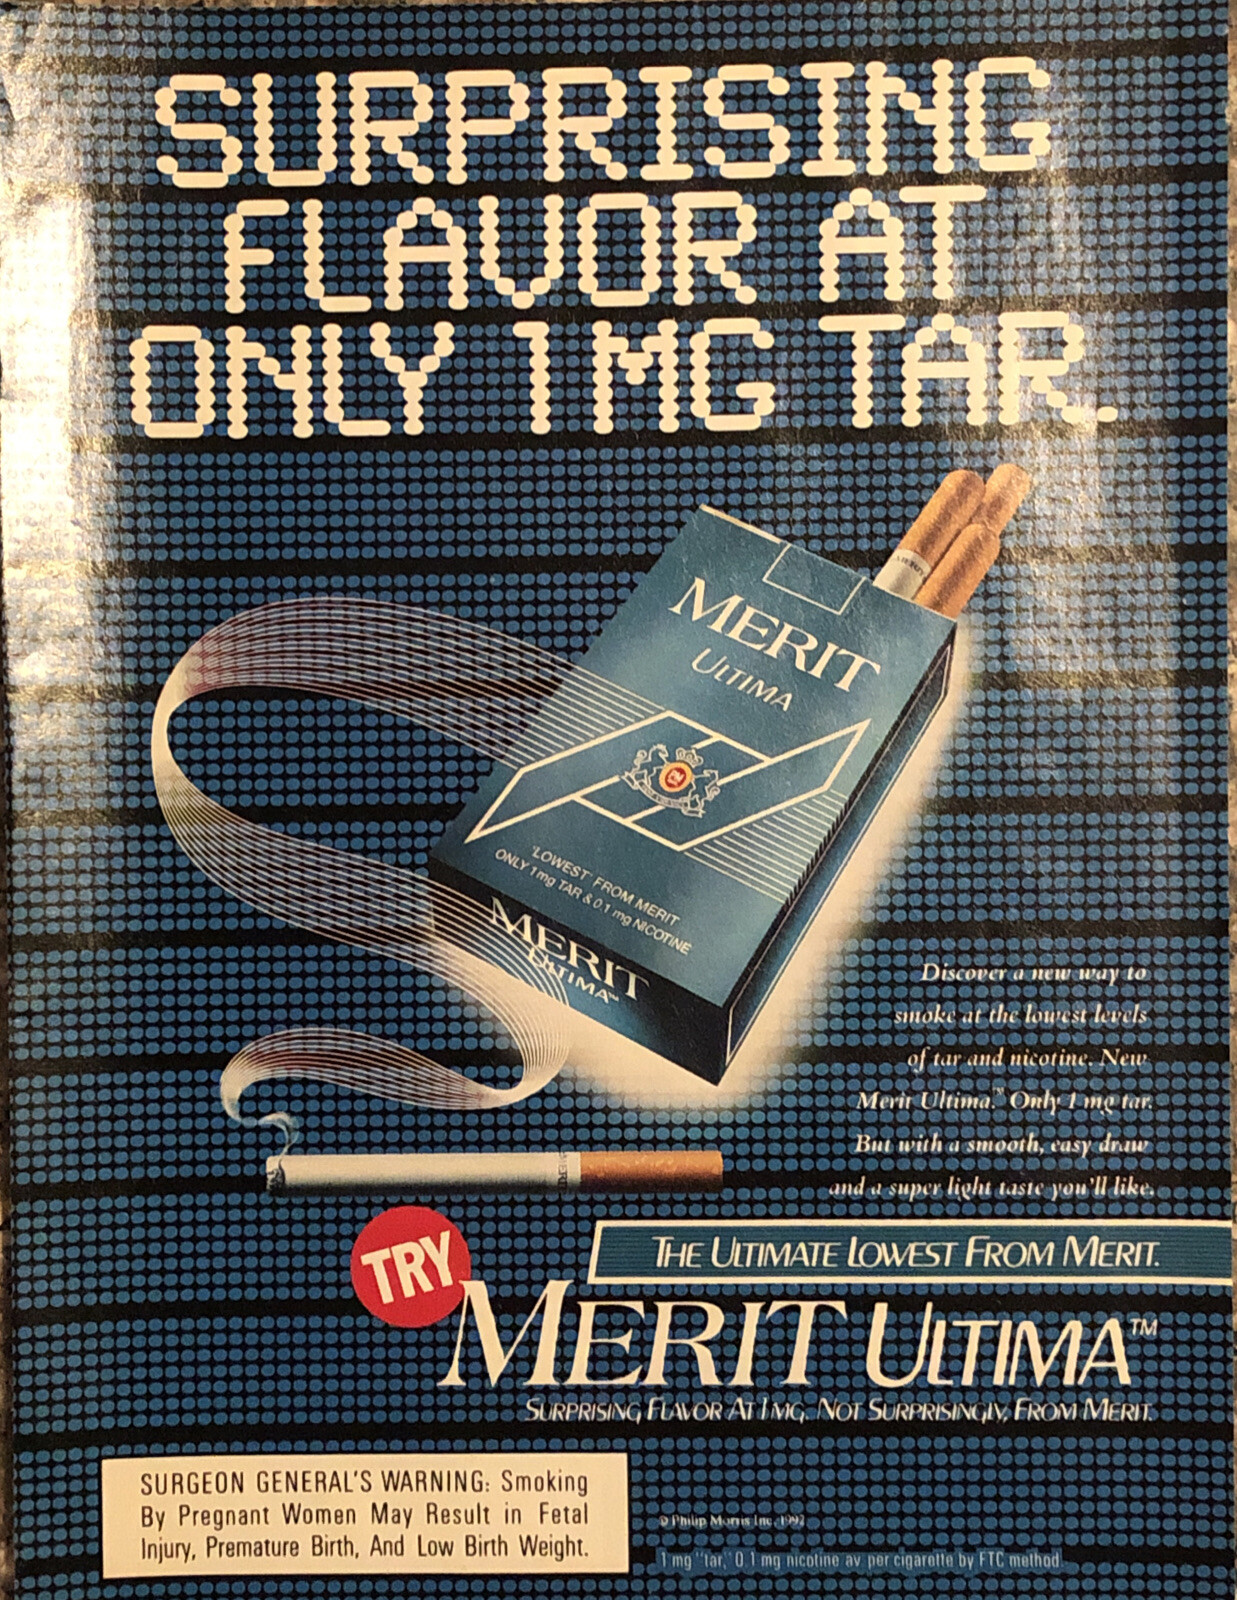 SURPRISING
FLAVOR AT
ONLY 1MG TAR.
MERIT
ULTIMA
'LOWEST' FROM MERIT
ONLY 1 mg TAR & 0.1 mg NICOTINE
MERIT
ULTIMA™
Discover a new way to
smoke at the lowest levels
of tar and nicotine. New
Merit Ultima.™ Only 1 mg tar.
But with a smooth, easy draw
and a super light taste you'll like.
THE ULTIMATE LOWEST FROM MERIT.
TRY
MERIT ULTIMA™
SURPRISING FLAVOR AT 1 MG. NOT SURPRISINGLY, FROM MERIT.
SURGEON GENERAL'S WARNING: Smoking
By Pregnant Women May Result in Fetal
Injury, Premature Birth, And Low Birth Weight.
© Philip Morris Inc. 1992
1 mg "tar," 0.1 mg nicotine av per cigarette by FTC method